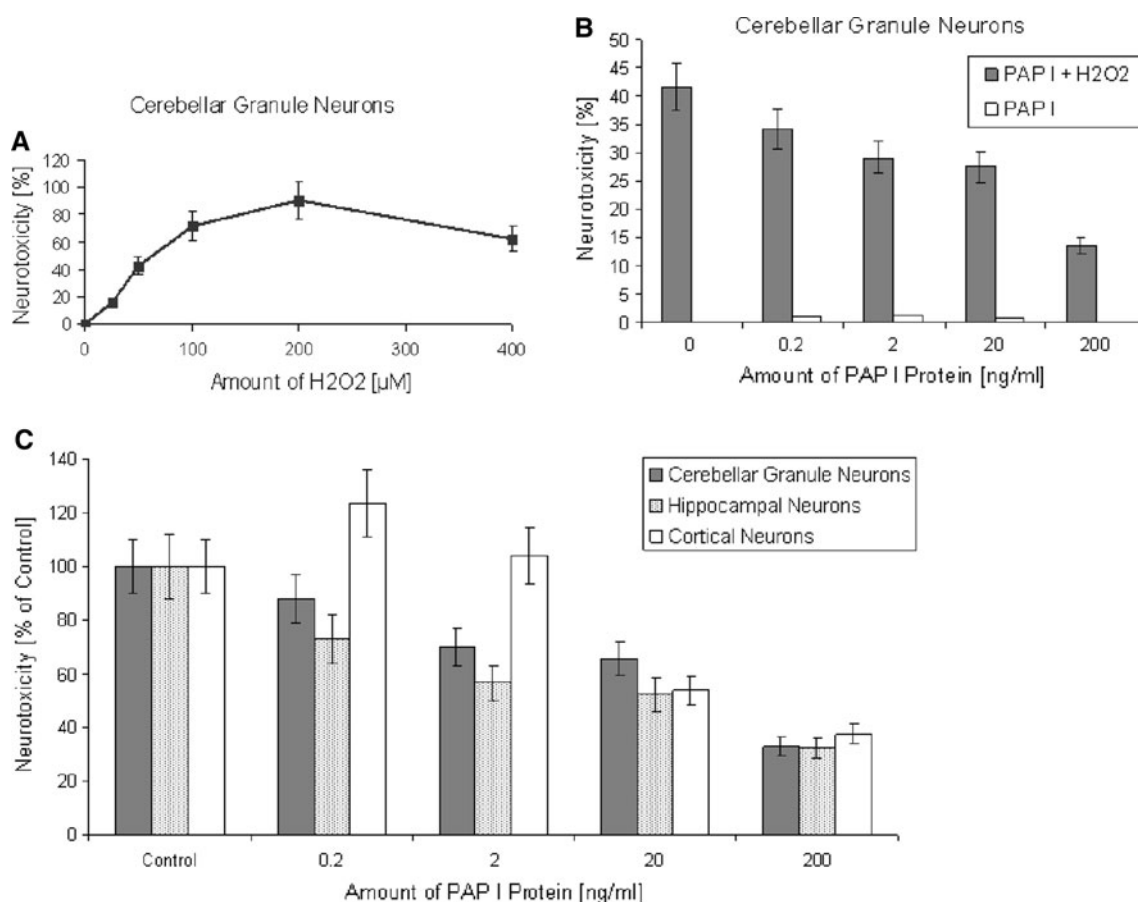 A
Cerebellar Granule Neurons
Neurotoxicity [%]
120
100
80
60
40
20
0
0 100 200 300 400
Amount of H2O2 [µM]
B
Cerebellar Granule Neurons
Neurotoxicity [%]
50
45
40
35
30
25
20
15
10
5
0
PAP I + H2O2
PAP I
0 0.2 2 20 200
Amount of PAP I Protein [ng/ml]
C
Neurotoxicity [% of Control]
140
120
100
80
60
40
20
0
Cerebellar Granule Neurons
Hippocampal Neurons
Cortical Neurons
Control 0.2 2 20 200
Amount of PAP I Protein [ng/ml]